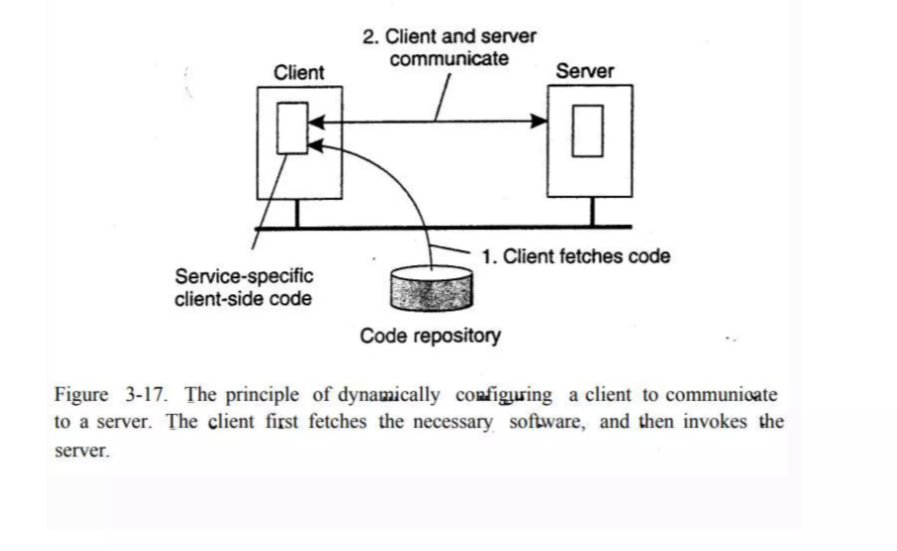 2. Client and server
communicate
Client
Server
1. Client fetches code
Service-specific
client-side code
Code repository
Figure 3-17. The principle of dynamically configuring a client to communicate
to a server. The client first fetches the necessary software, and then invokes the
server.